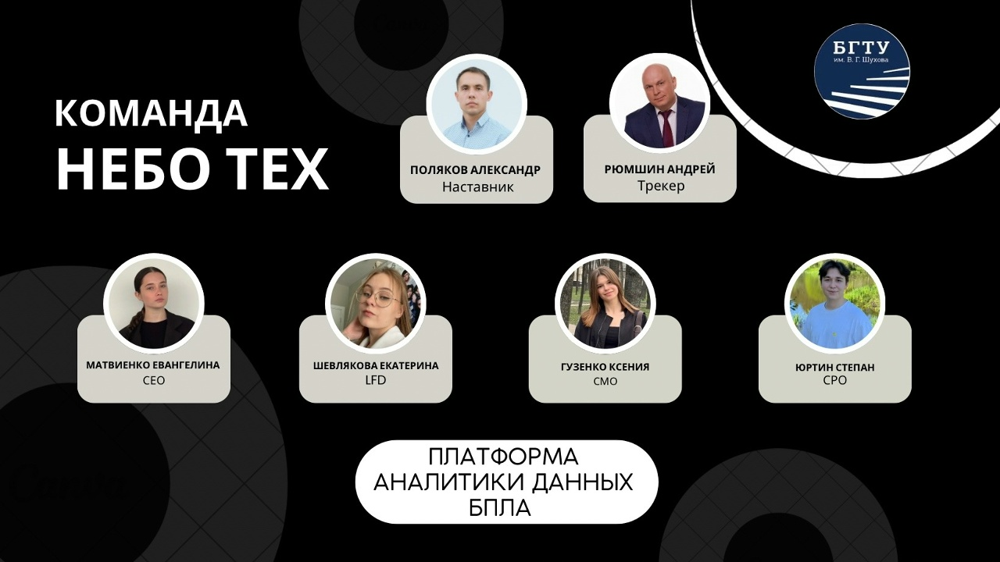 КОМАНДА
НЕБО ТЕХ
БГТУ
им. В. Г. Шухова
ПОЛЯКОВ АЛЕКСАНДР
Наставник
РЮМШИН АНДРЕЙ
Трекер
МАТВИЕНКО ЕВАНГЕЛИНА
CEO
ШЕВЛЯКОВА ЕКАТЕРИНА
LFD
ГУЗЕНКО КСЕНИЯ
CMO
ЮРТИН СТЕПАН
CPO
ПЛАТФОРМА
АНАЛИТИКИ ДАННЫХ
БПЛА
Canva